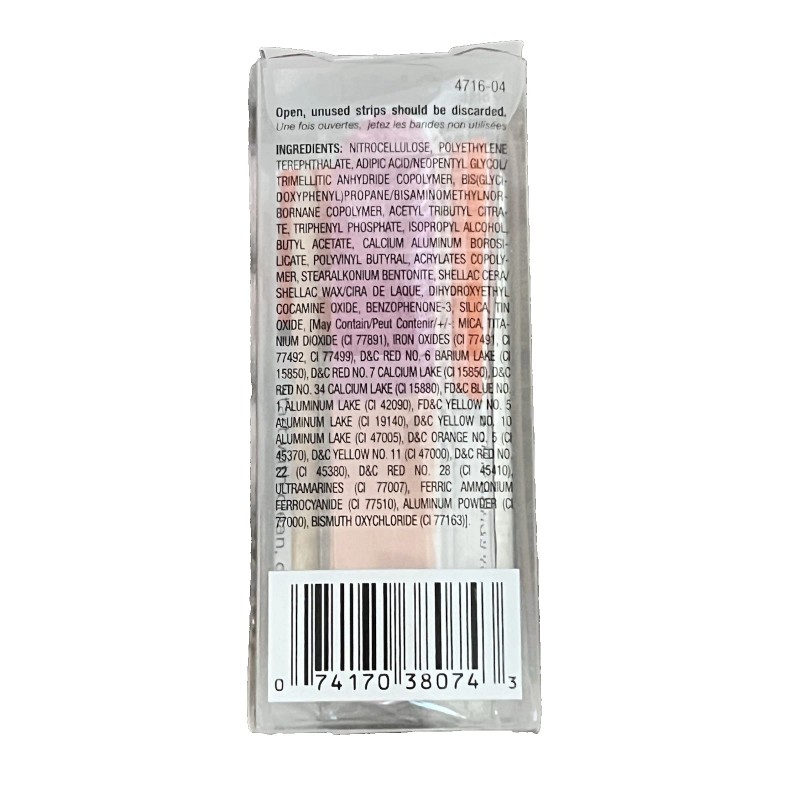 4716-04
Open, unused strips should be discarded.
Une fois ouvertes, jetez les bandes non utilisées
INGREDIENTS: NITROCELLULOSE, POLYETHYLENE
TEREPHTHALATE, ADIPIC ACID/NEOPENTYL GLYCOL/
TRIMELLITIC ANHYDRIDE COPOLYMER, BIS(GLYCI-
DOXYPHENYL)PROPANE/BISAMINOMETHYLNOR-
BORNANE COPOLYMER, ACETYL TRIBUTYL CITRA-
TE, TRIPHENYL PHOSPHATE, ISOPROPYL ALCOHOL,
BUTYL ACETATE, CALCIUM ALUMINUM BOROSI-
LICATE, POLYVINYL BUTYRAL, ACRYLATES COPOLY-
MER, STEARALKONIUM BENTONITE, SHELLAC CERA/
SHELLAC WAX/CIRA DE LAQUE, DIHYDROXYETHYL
COCAMINE OXIDE, BENZOPHENONE-3, SILICA, TIN
OXIDE, [May Contain/Peut Contenir/+/-: MICA, TITA-
NIUM DIOXIDE (CI 77891), IRON OXIDES (CI 77491, CI
77492, CI 77499), D&C RED NO. 6 BARIUM LAKE (CI
15850), D&C RED NO. 7 CALCIUM LAKE (CI 15850), D&C
RED NO. 34 CALCIUM LAKE (CI 15880), FD&C BLUE NO.
1 ALUMINUM LAKE (CI 42090), FD&C YELLOW NO. 5
ALUMINUM LAKE (CI 19140), D&C YELLOW NO. 10
ALUMINUM LAKE (CI 47005), D&C ORANGE NO. 5 (CI
45370), D&C YELLOW NO. 11 (CI 47000), D&C RED NO.
22 (CI 45380), D&C RED NO. 28 (CI 45410),
ULTRAMARINES (CI 77007), FERRIC AMMONIUM
FERROCYANIDE (CI 77510), ALUMINUM POWDER (CI
77000), BISMUTH OXYCHLORIDE (CI 77163)].
0 74170 38074 3